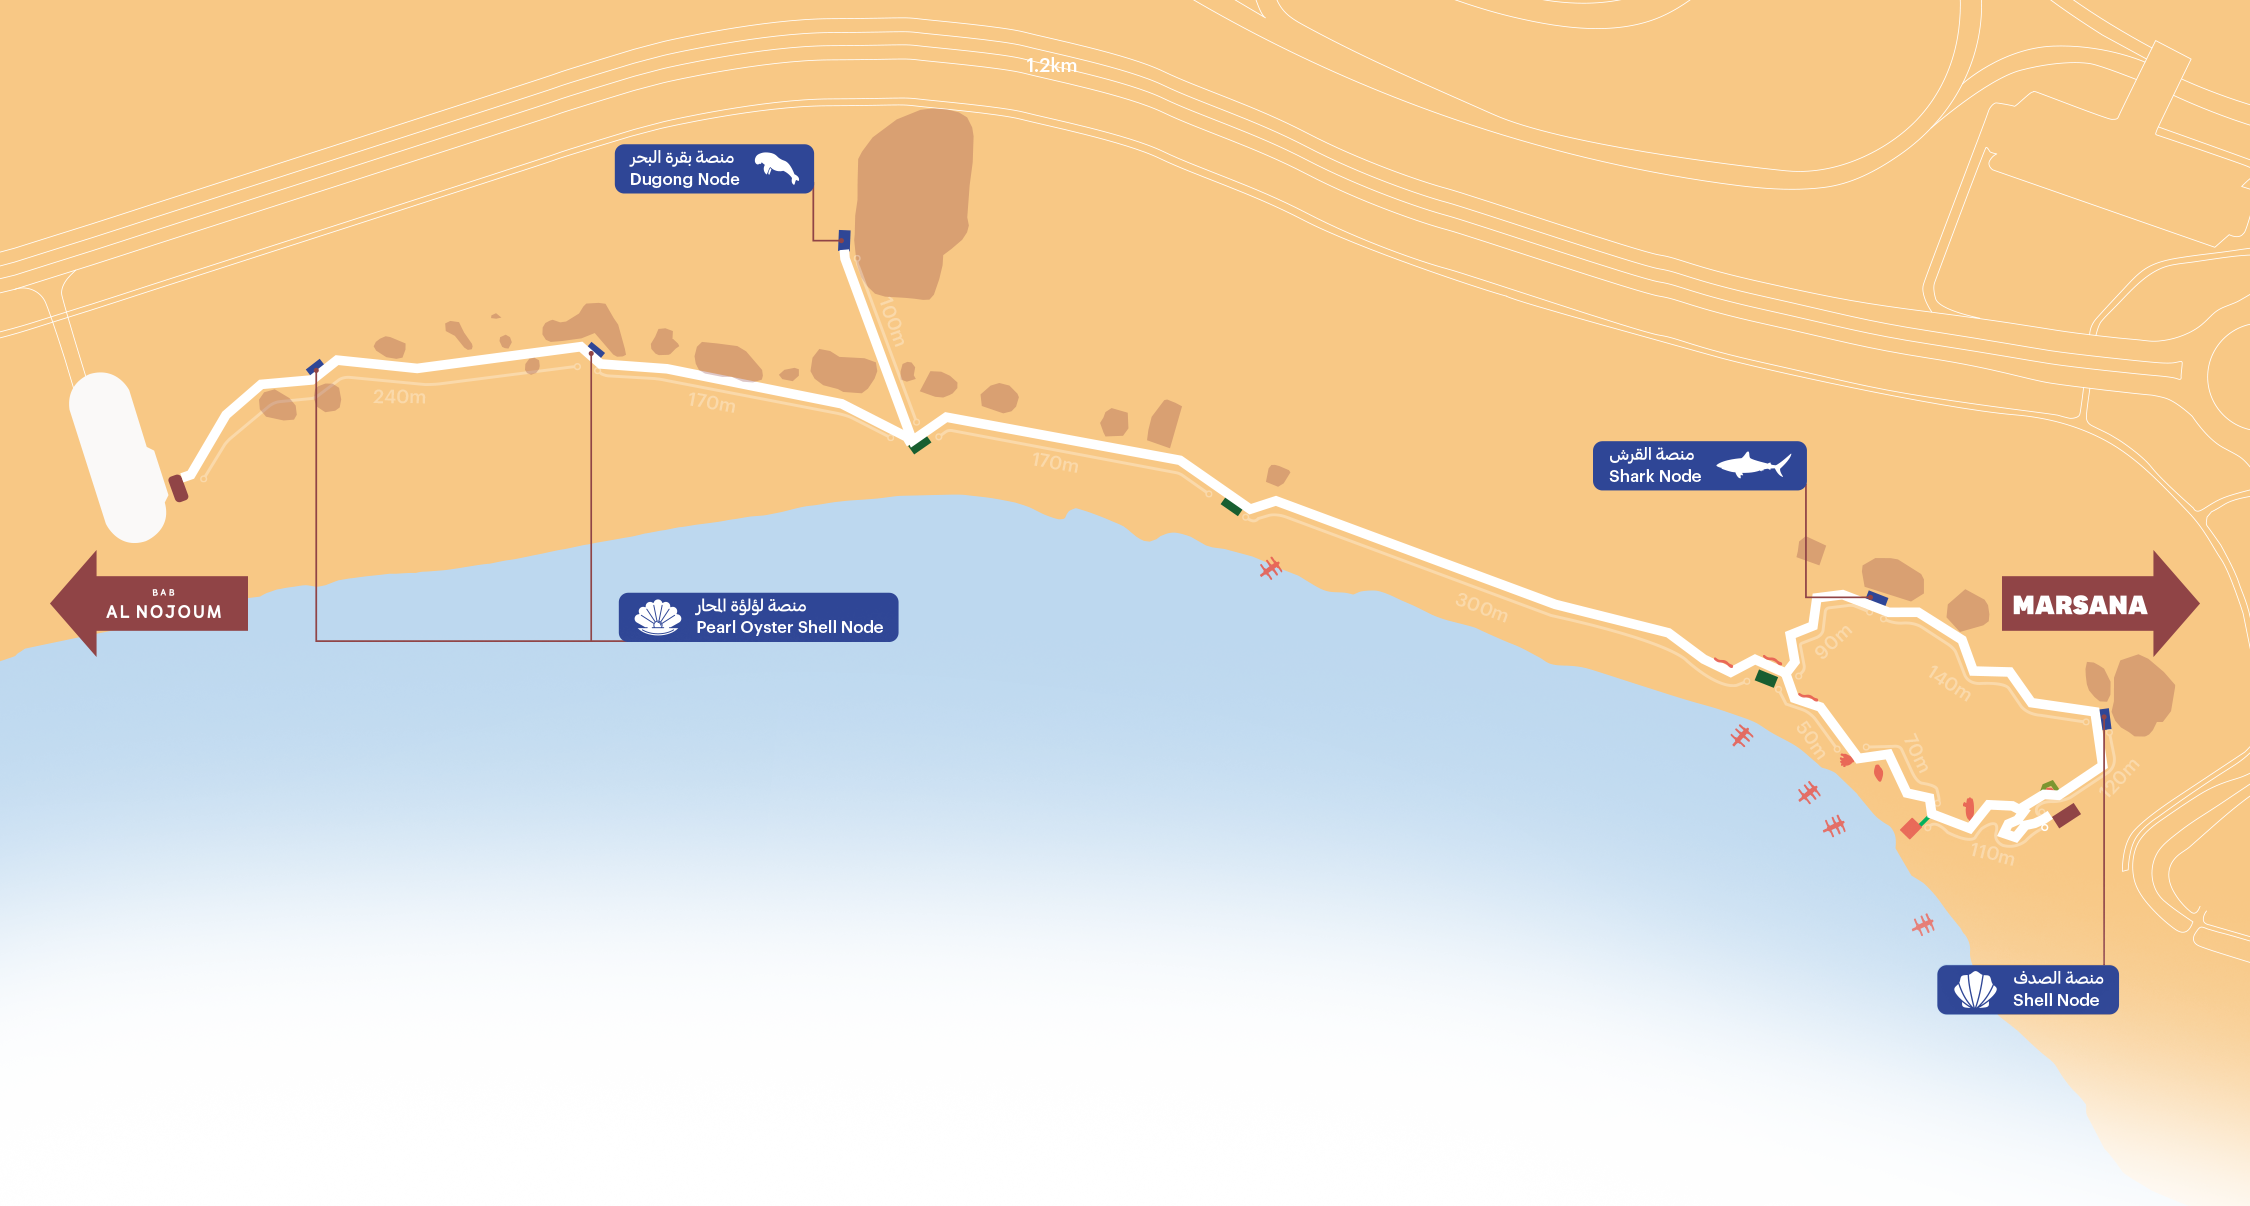 1.2km
منصة بقرة البحر
Dugong Node
100m
240m
170m
170m
منصة القرش
Shark Node
300m
90m
140m
50m
70m
120m
110m
BAB
AL NOJOUM
منصة لؤلؤة المحار
Pearl Oyster Shell Node
MARSANA
منصة الصدف
Shell Node